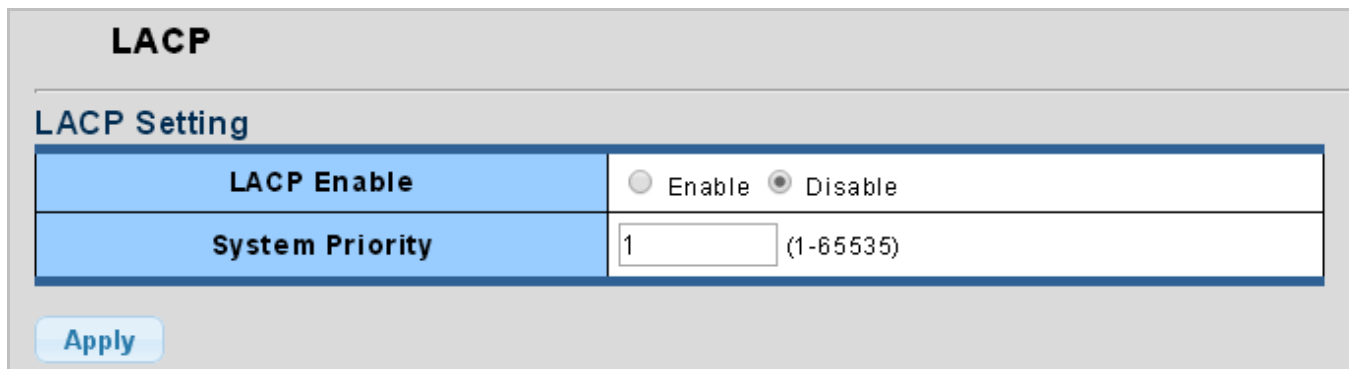 LACP
LACP Setting
LACP Enable Enable Disable
System Priority 1 (1-65535)
Apply